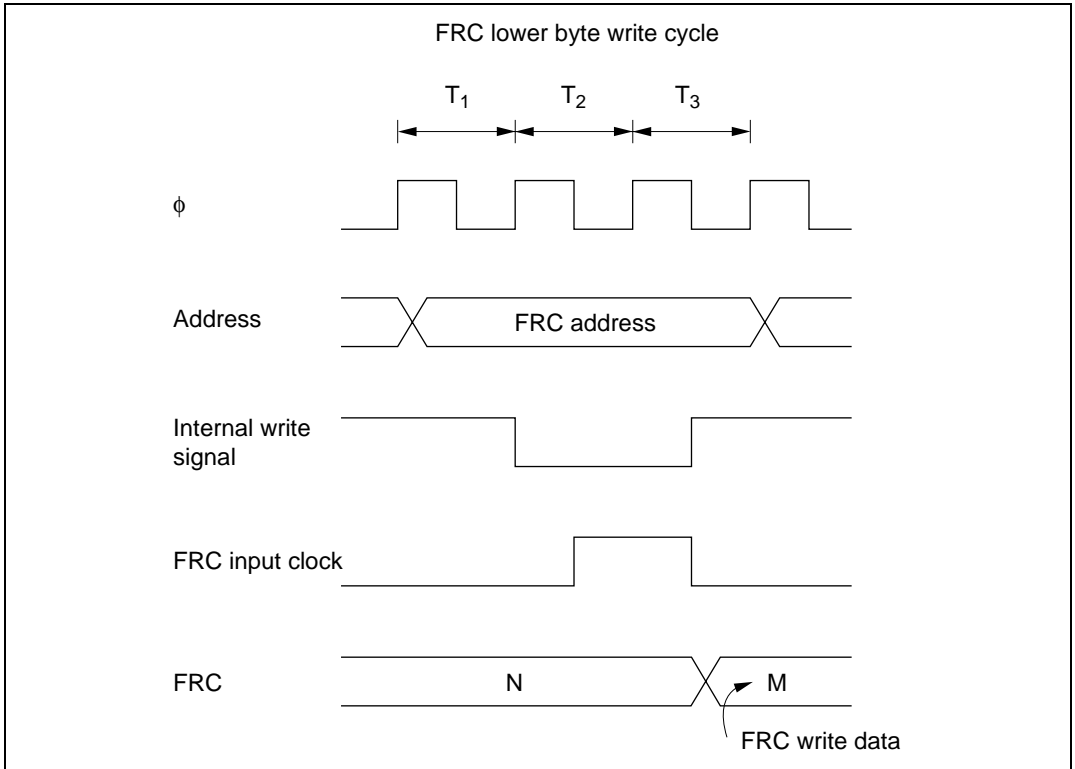 FRC lower byte write cycle
T1 T2 T3
ϕ
Address
FRC address
Internal write
signal
FRC input clock
FRC
N
M
FRC write data